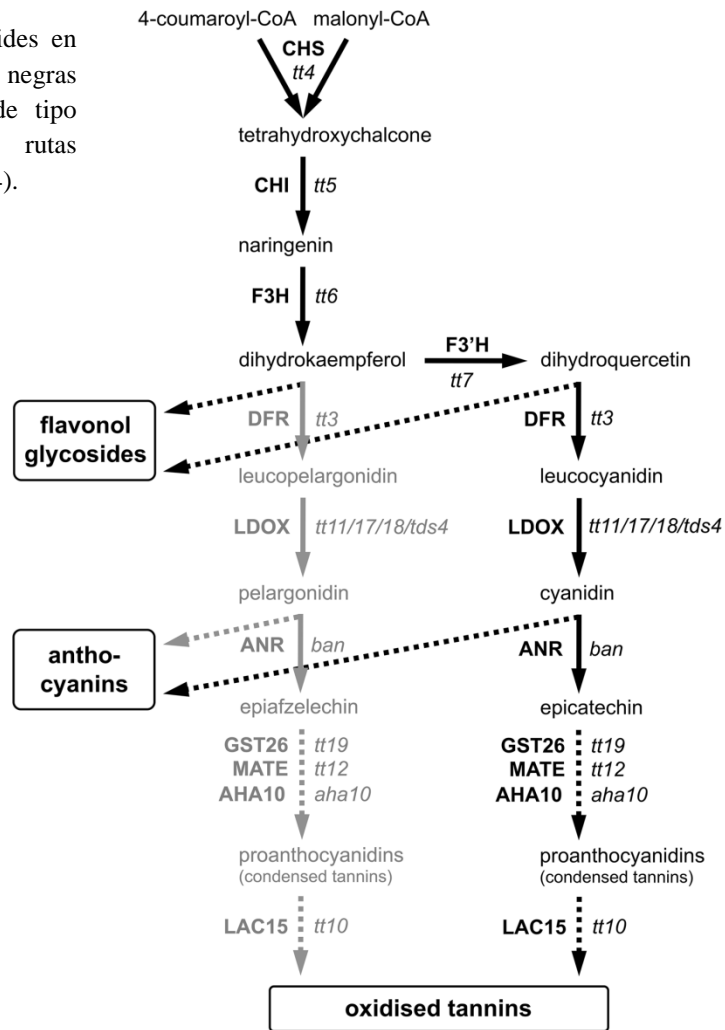 ides en
negras
de tipo
rutas
4-coumaroyl-CoA malonyl-CoA
CHS
tt4
tetrahydroxychalcone
CHI tt5
naringenin
F3H tt6
dihydrokaempferol F3'H dihydroquercetin
tt7
flavonol
glycosides
DFR tt3 DFR tt3
leucopelargonidin leucocyanidin
LDOX tt11/17/18/tds4 LDOX tt11/17/18/tds4
pelargonidin cyanidin
antho-
cyanins
ANR ban ANR ban
epiafzelechin epicatechin
GST26 tt19 GST26 tt19
MATE tt12 MATE tt12
AHA10 aha10 AHA10 aha10
proanthocyanidins proanthocyanidins
(condensed tannins) (condensed tannins)
LAC15 tt10 LAC15 tt10
oxidised tannins